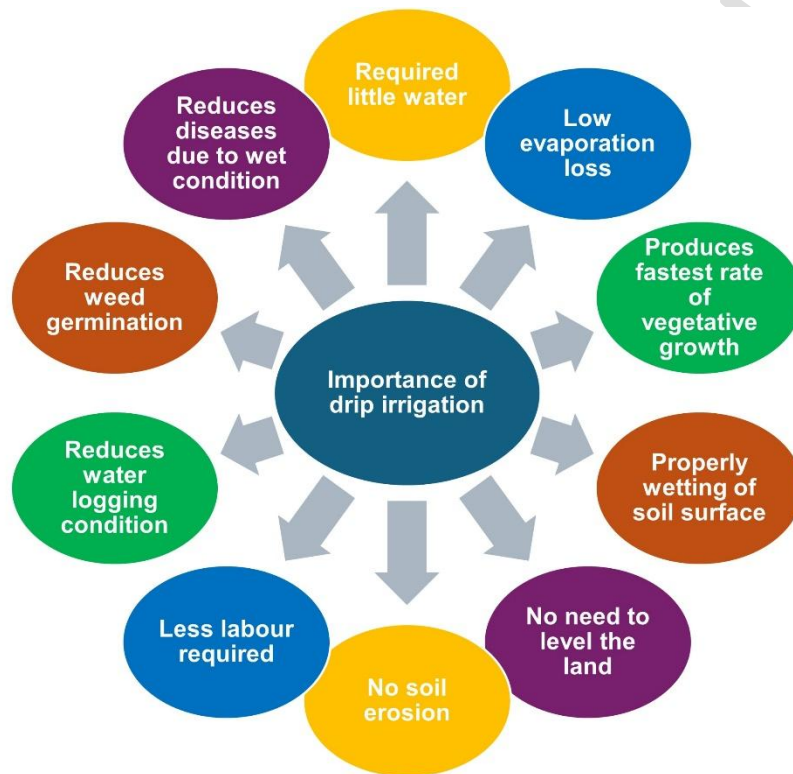 Required
little water
Low
evaporation
loss
Produces
fastest rate
of
vegetative
growth
Properly
wetting of
soil surface
No need to
level the
land
No soil
erosion
Less labour
required
Reduces
water
logging
condition
Reduces
weed
germination
Reduces
diseases
due to wet
condition
Importance of
drip irrigation